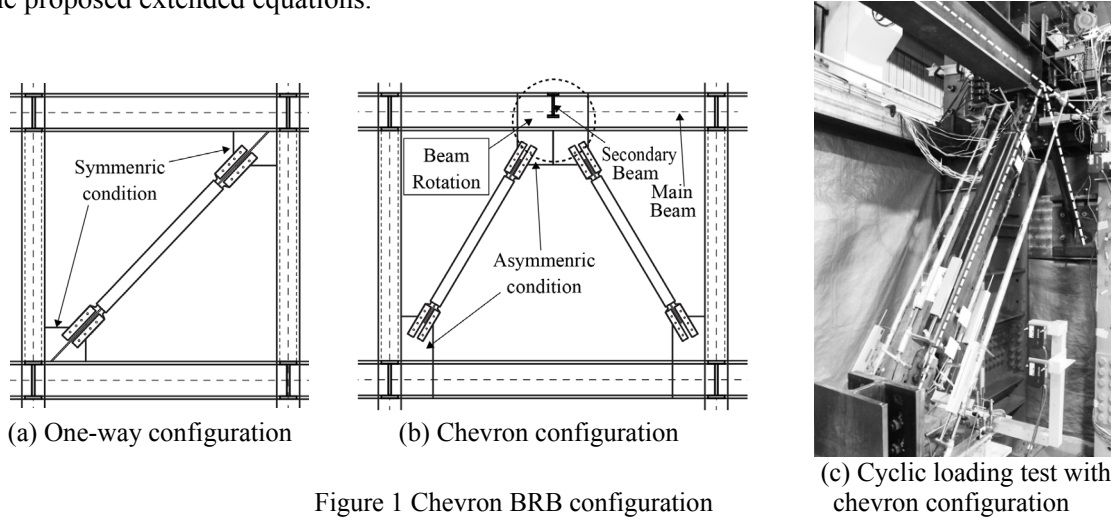 the proposed extended equations.
Symmenric
condition
(a) One-way configuration
Beam
Rotation
Secondary
Beam
Main
Beam
Asymmenric
condition
(b) Chevron configuration
(c) Cyclic loading test with
chevron configuration
Figure 1 Chevron BRB configuration